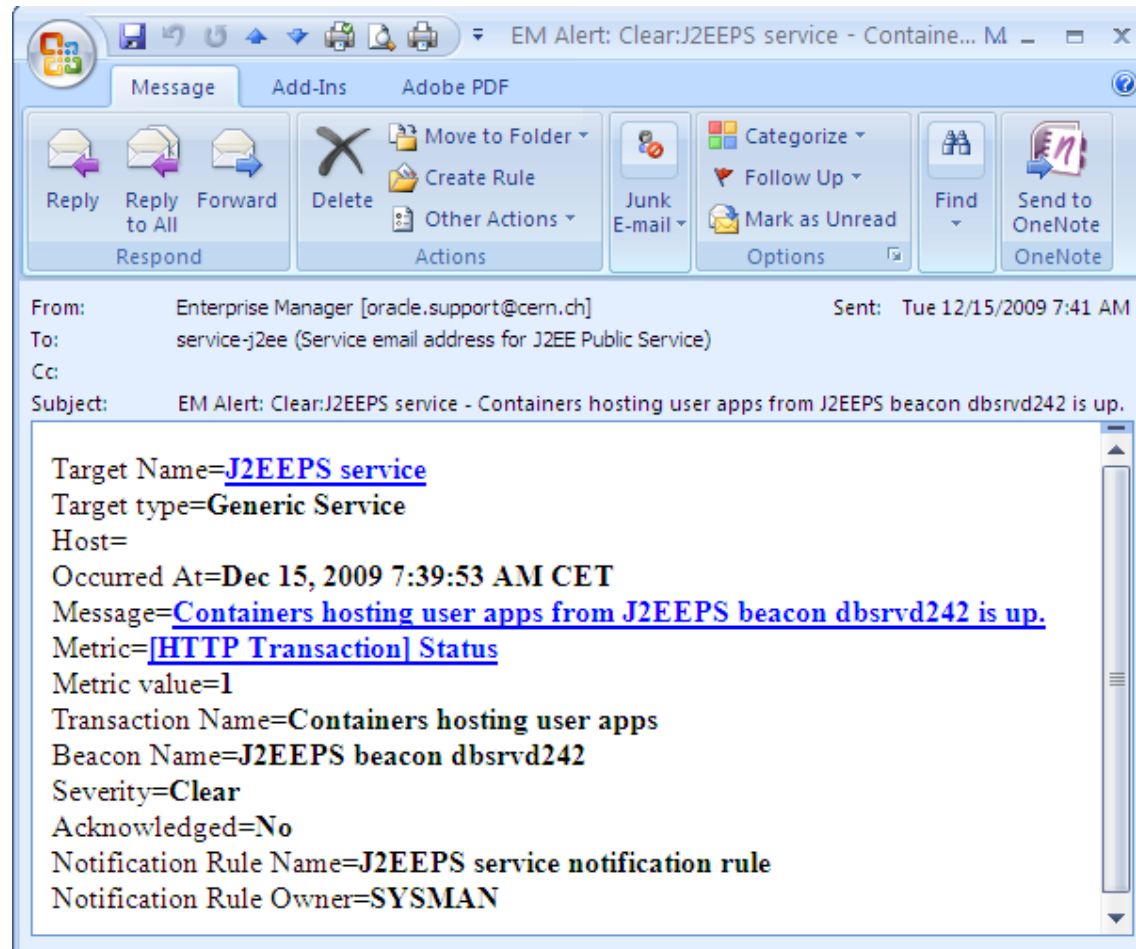 EM Alert: Clear:J2EEPS service - Containe... M
Message Add-Ins Adobe PDF
Reply
Reply to All
Forward
Respond
Delete
Move to Folder
Create Rule
Other Actions
Actions
Junk E-mail
Categorize
Follow Up
Mark as Unread
Options
Find
Send to OneNote
OneNote
From: Enterprise Manager [oracle.support@cern.ch] Sent: Tue 12/15/2009 7:41 AM
To: service-j2ee (Service email address for J2EE Public Service)
Cc:
Subject: EM Alert: Clear:J2EEPS service - Containers hosting user apps from J2EEPS beacon dbsrvd242 is up.
Target Name=J2EEPS service
Target type=Generic Service
Host=
Occurred At=Dec 15, 2009 7:39:53 AM CET
Message=Containers hosting user apps from J2EEPS beacon dbsrvd242 is up.
Metric=[HTTP Transaction] Status
Metric value=1
Transaction Name=Containers hosting user apps
Beacon Name=J2EEPS beacon dbsrvd242
Severity=Clear
Acknowledged=No
Notification Rule Name=J2EEPS service notification rule
Notification Rule Owner=SYSMAN